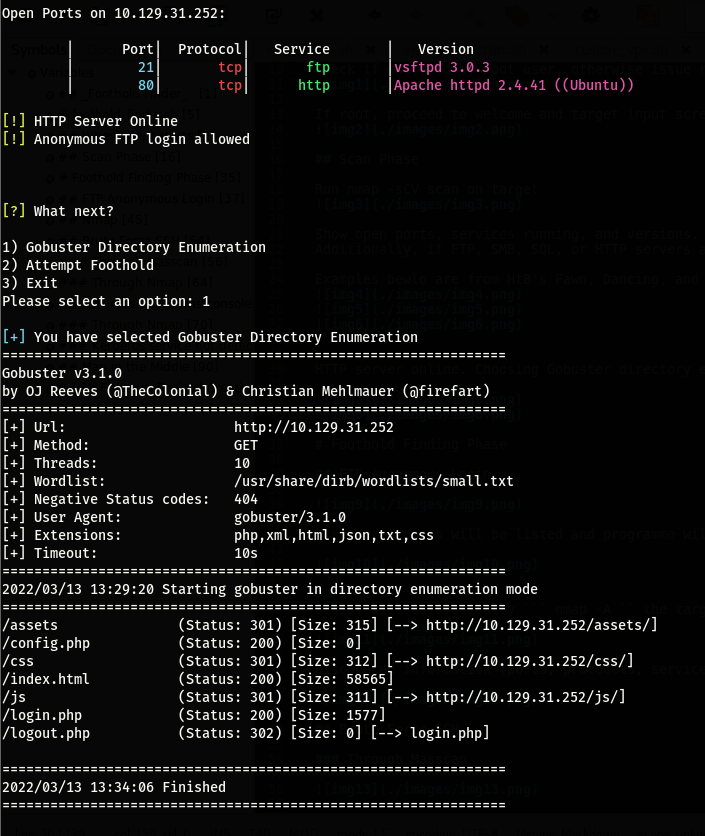 Open Ports on 10.129.31.252:
| Port| Protocol| Service | Version
| 21| tcp| ftp |vsftpd 3.0.3
| 80| tcp| http |Apache httpd 2.4.41 ((Ubuntu))
[!] HTTP Server Online
[!] Anonymous FTP login allowed
[?] What next?
1) Gobuster Directory Enumeration
2) Attempt Foothold
3) Exit
Please select an option: 1
[+] You have selected Gobuster Directory Enumeration
===============================================================
Gobuster v3.1.0
by OJ Reeves (@TheColonial) & Christian Mehlmauer (@firefart)
===============================================================
[+] Url: http://10.129.31.252
[+] Method: GET
[+] Threads: 10
[+] Wordlist: /usr/share/dirb/wordlists/small.txt
[+] Negative Status codes: 404
[+] User Agent: gobuster/3.1.0
[+] Extensions: php,xml,html,json,txt,css
[+] Timeout: 10s
===============================================================
2022/03/13 13:29:20 Starting gobuster in directory enumeration mode
===============================================================
/assets (Status: 301) [Size: 315] [--> http://10.129.31.252/assets/]
/config.php (Status: 200) [Size: 0]
/css (Status: 301) [Size: 312] [--> http://10.129.31.252/css/]
/index.html (Status: 200) [Size: 58565]
/js (Status: 301) [Size: 311] [--> http://10.129.31.252/js/]
/login.php (Status: 200) [Size: 1577]
/logout.php (Status: 302) [Size: 0] [--> login.php]
===============================================================
2022/03/13 13:34:06 Finished
===============================================================